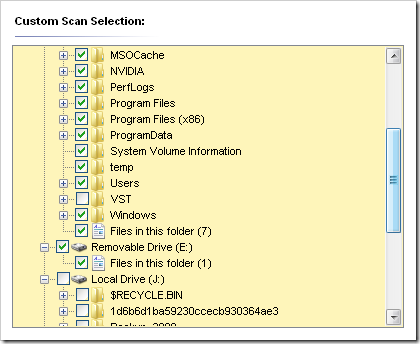 Custom Scan Selection:
MSOCache
NVIDIA
PerfLogs
Program Files
Program Files (x86)
ProgramData
System Volume Information
temp
Users
VST
Windows
Files in this folder (7)
Removable Drive (E:)
Files in this folder (1)
Local Drive (J:)
$RECYCLE.BIN
1d6b6d1ba59230ccecb930364ae3